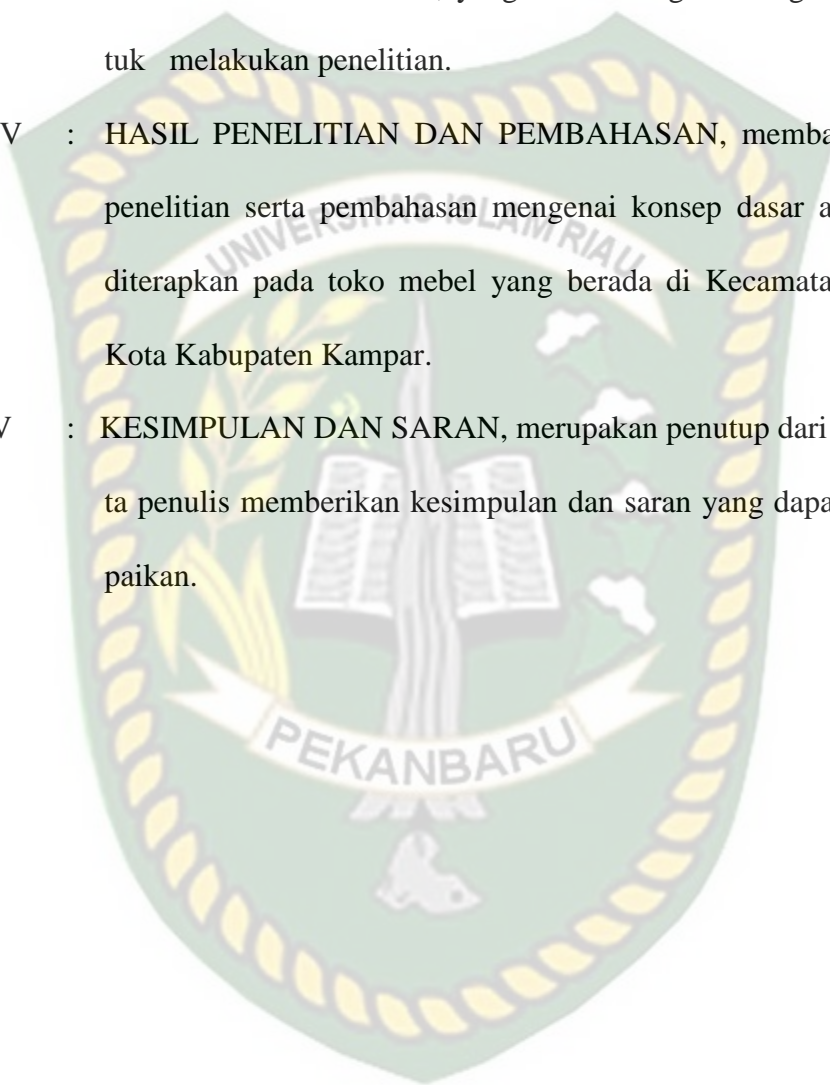 tuk melakukan penelitian.
V : HASIL PENELITIAN DAN PEMBAHASAN, memba
penelitian serta pembahasan mengenai konsep dasar a
diterapkan pada toko mebel yang berada di Kecamata
Kota Kabupaten Kampar.
V : KESIMPULAN DAN SARAN, merupakan penutup dari
ta penulis memberikan kesimpulan dan saran yang dapa
paikan.
UNIVERSITAS ISLAM RIAU
PEKANBARU